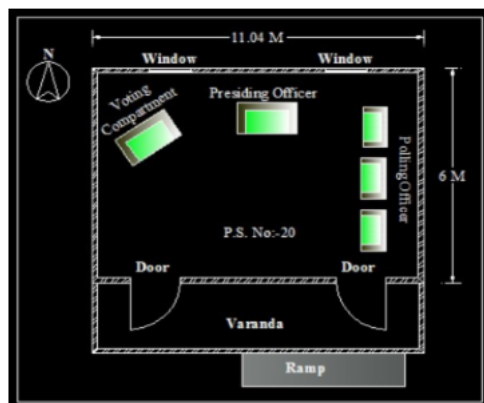 11.04 M
N
Window
Window
Voting
Compartment
Presiding Officer
Polling Officer
6 M
P.S. No:-20
Door
Door
Varanda
Ramp